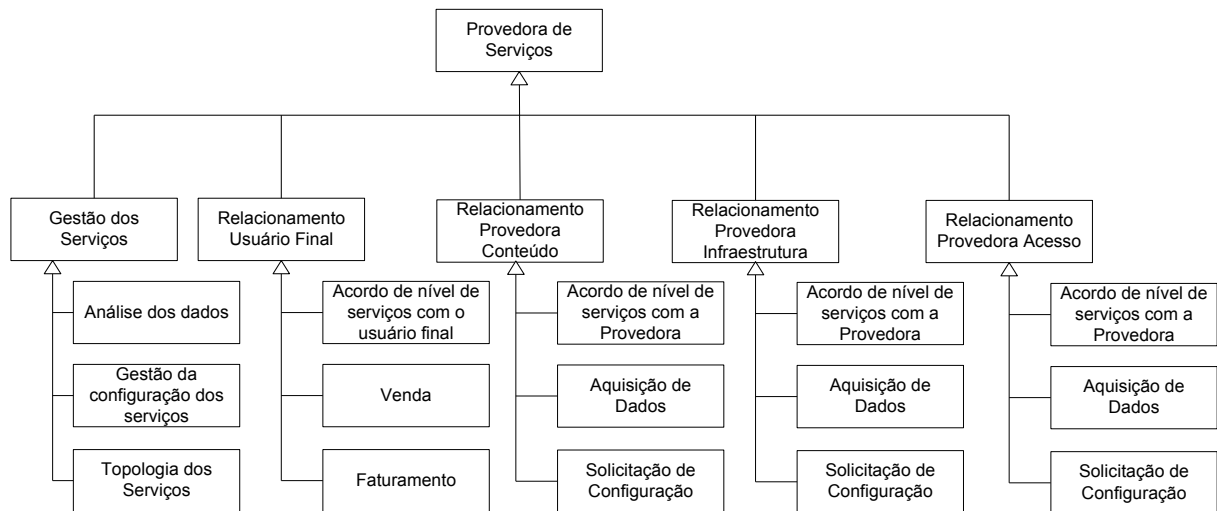 Provedora de
Serviços
Gestão dos
Serviços
Relacionamento
Usuário Final
Relacionamento
Provedora
Conteúdo
Relacionamento
Provedora
Infraestrutura
Relacionamento
Provedora Acesso
Análise dos dados
Gestão da
configuração dos
serviços
Topologia dos
Serviços
Acordo de nível de
serviços com o
usuário final
Venda
Faturamento
Acordo de nível de
serviços com a
Provedora
Aquisição de
Dados
Solicitação de
Configuração
Acordo de nível de
serviços com a
Provedora
Aquisição de
Dados
Solicitação de
Configuração
Acordo de nível de
serviços com a
Provedora
Aquisição de
Dados
Solicitação de
Configuração